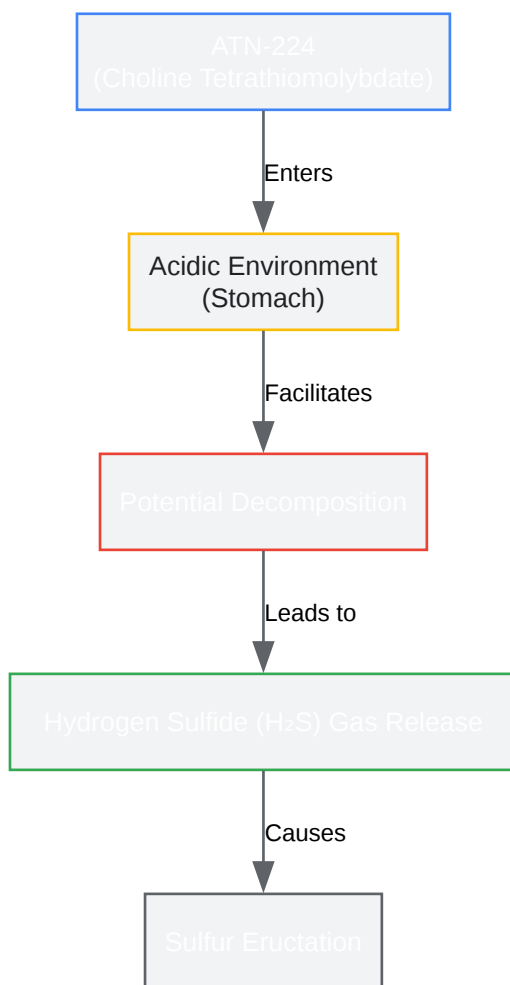 ATN-224
(Choline Tetrathiomolybdate)
Enters
Acidic Environment
(Stomach)
Facilitates
Potential Decomposition
Leads to
Hydrogen Sulfide (H₂S) Gas Release
Causes
Sulfur Eructation